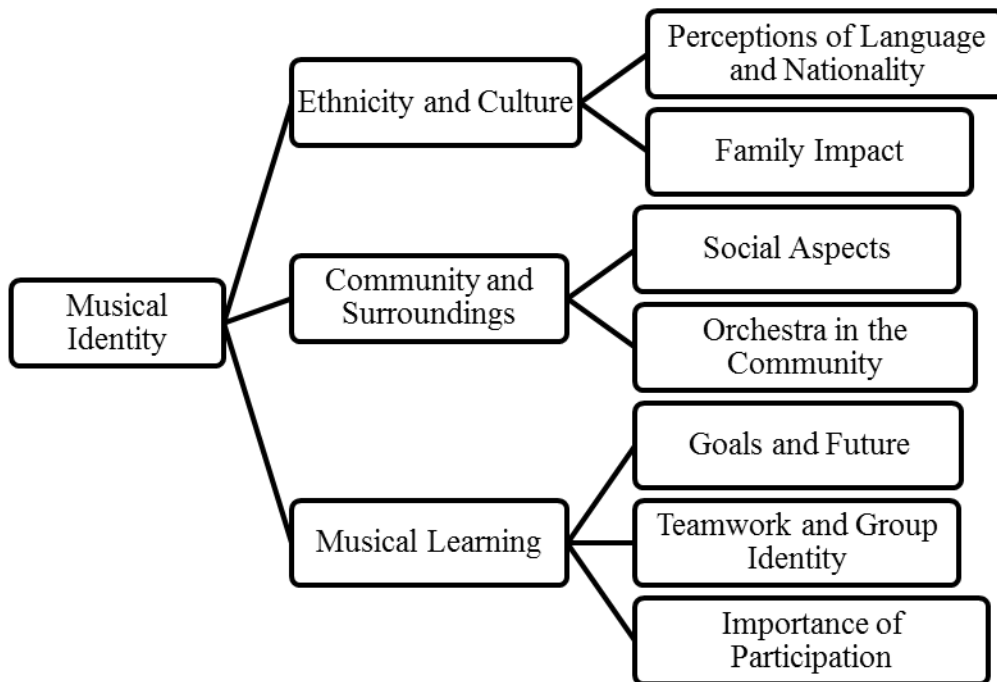 Perceptions of Language
and Nationality
Ethnicity and Culture
Family Impact
Social Aspects
Community and
Surroundings
Musical
Identity
Orchestra in the
Community
Goals and Future
Musical Learning
Teamwork and Group
Identity
Importance of
Participation